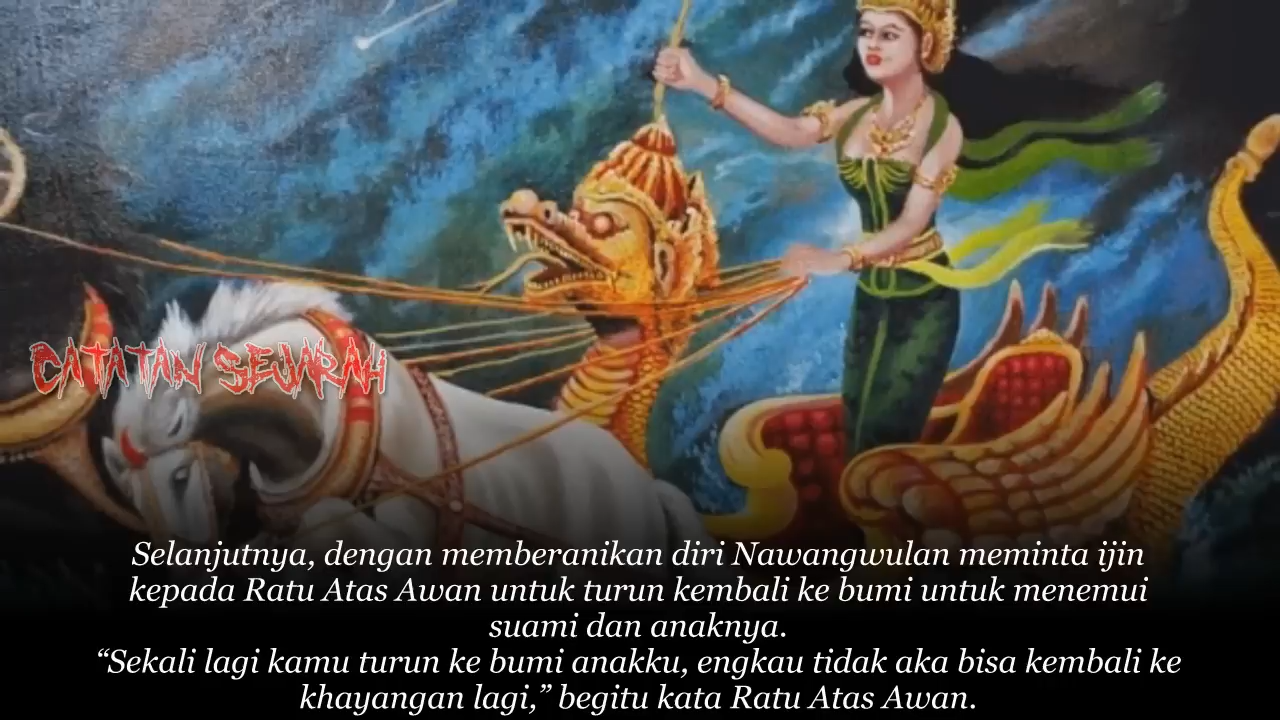 CATATAN SEJARAH
Selanjutnya, dengan memberanikan diri Nawangwulan meminta ijin
kepada Ratu Atas Awan untuk turun kembali ke bumi untuk menemui
suami dan anaknya.
“Sekali lagi kamu turun ke bumi anakku, engkau tidak aka bisa kembali ke
khayangan lagi,” begitu kata Ratu Atas Awan.